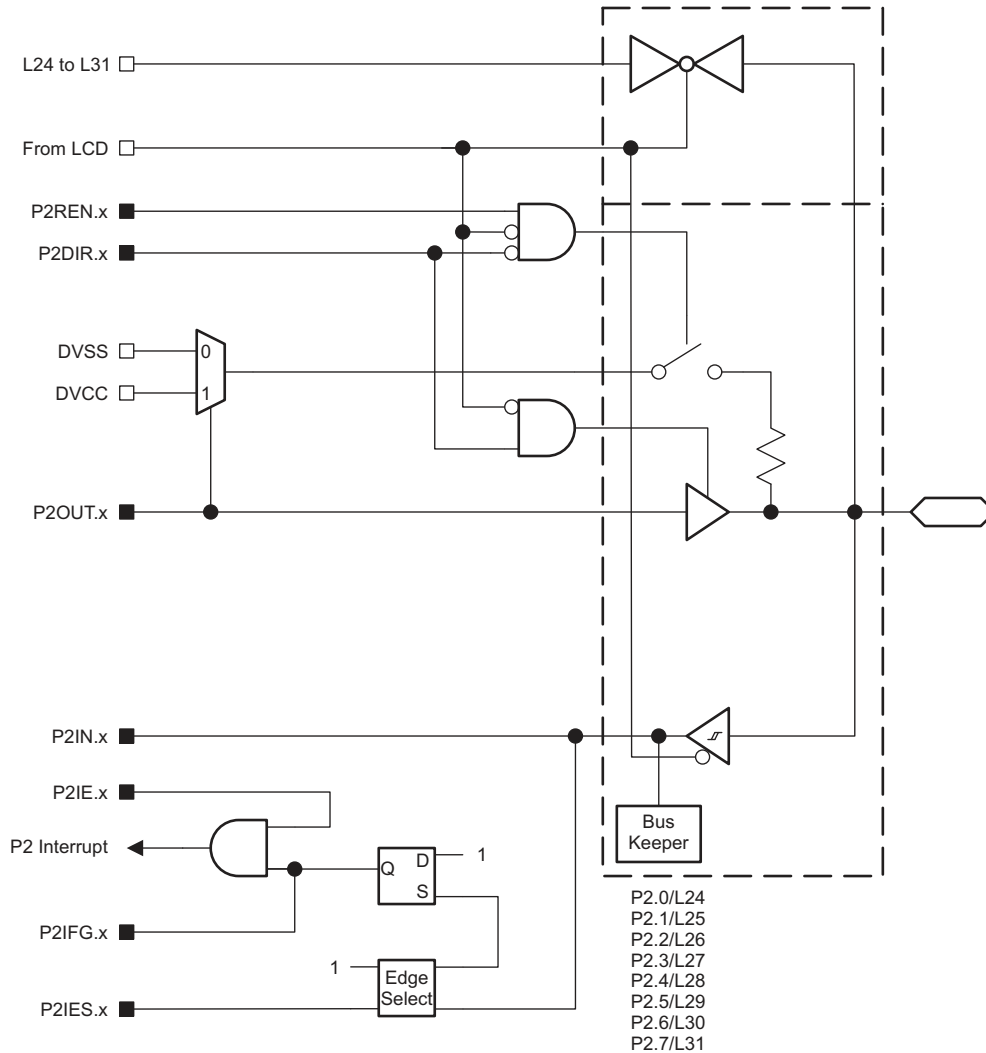 L24 to L31
From LCD
P2REN.x
P2DIR.x
DVSS
0
DVCC
1
P2OUT.x
P2IN.x
P2IE.x
Bus
Keeper
P2 Interrupt
Q
D
1
S
P2.0/L24
P2.1/L25
P2.2/L26
P2.3/L27
P2.4/L28
P2.5/L29
P2.6/L30
P2.7/L31
P2IFG.x
1
Edge
Select
P2IES.x